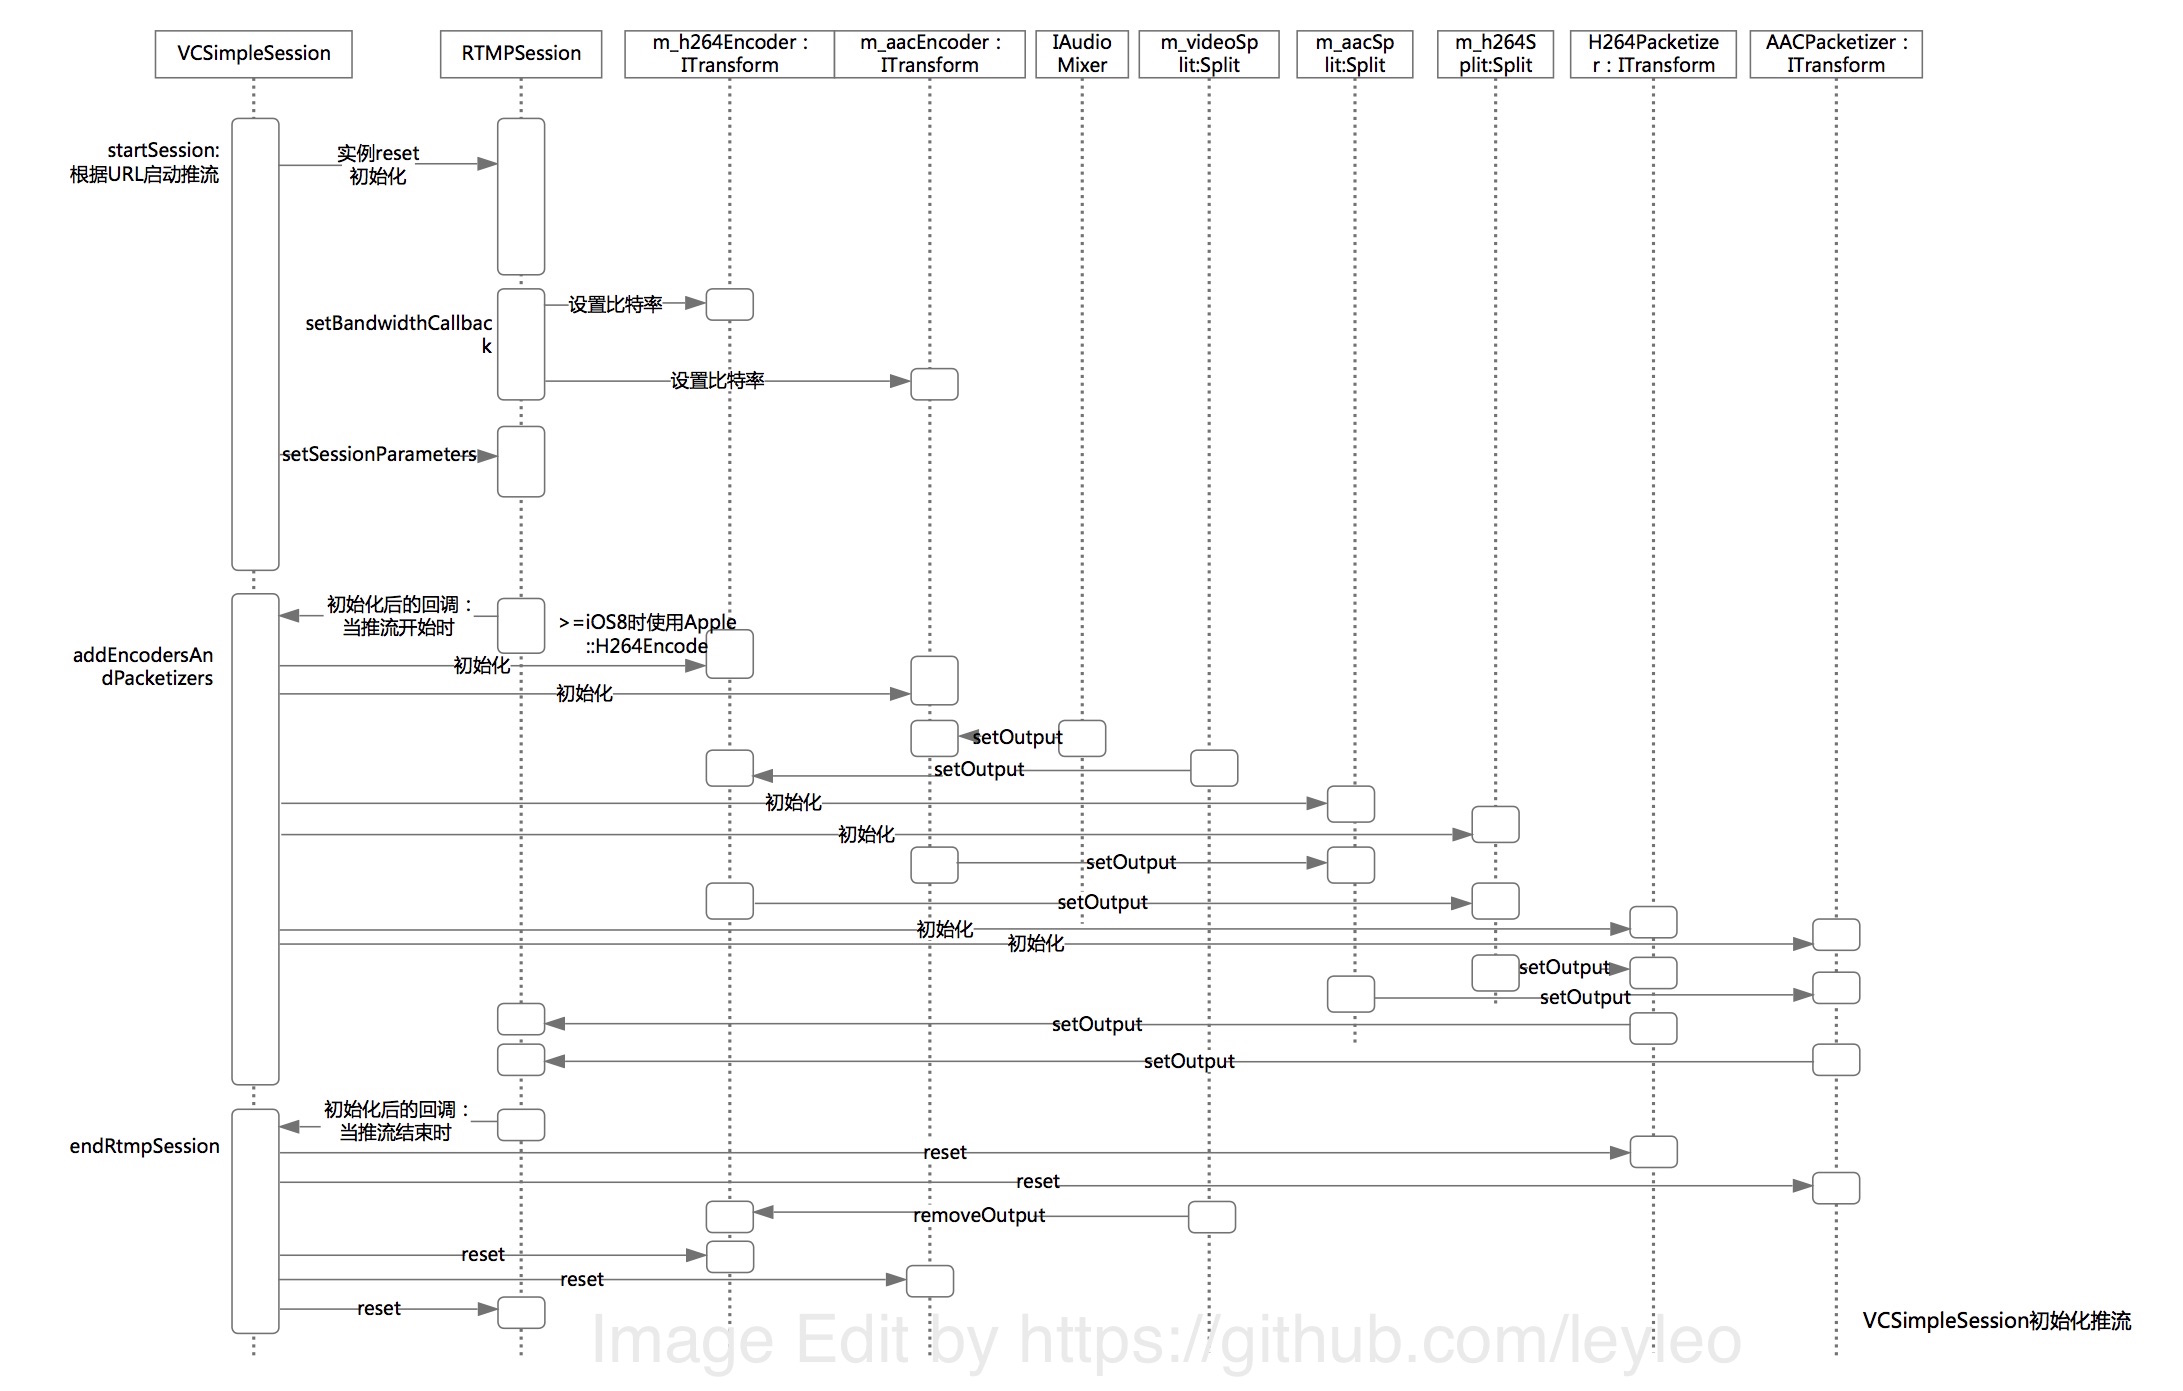 VCSimpleSession
RTMPSession
m_h264Encoder：
ITransform
m_aacEncoder：
ITransform
IAudio
Mixer
m_videoSp
lit:Split
m_aacSp
lit:Split
m_h264S
plit:Split
H264Packetize
r：ITransform
AACPacketizer：
ITransform
startSession:
根据URL启动推流
实例reset
初始化
setBandwidthCallbac
k
设置比特率
设置比特率
setSessionParameters
初始化后的回调：
当推流开始时
>=iOS8时使用Apple
::H264Encode
addEncodersAn
dPacketizers
初始化
初始化
setOutput
setOutput
初始化
初始化
setOutput
setOutput
初始化
初始化
setOutput
setOutput
setOutput
setOutput
初始化后的回调：
当推流结束时
endRtmpSession
reset
reset
removeOutput
reset
reset
reset
VCSimpleSession初始化推流
Image Edit by https://github.com/leyleo